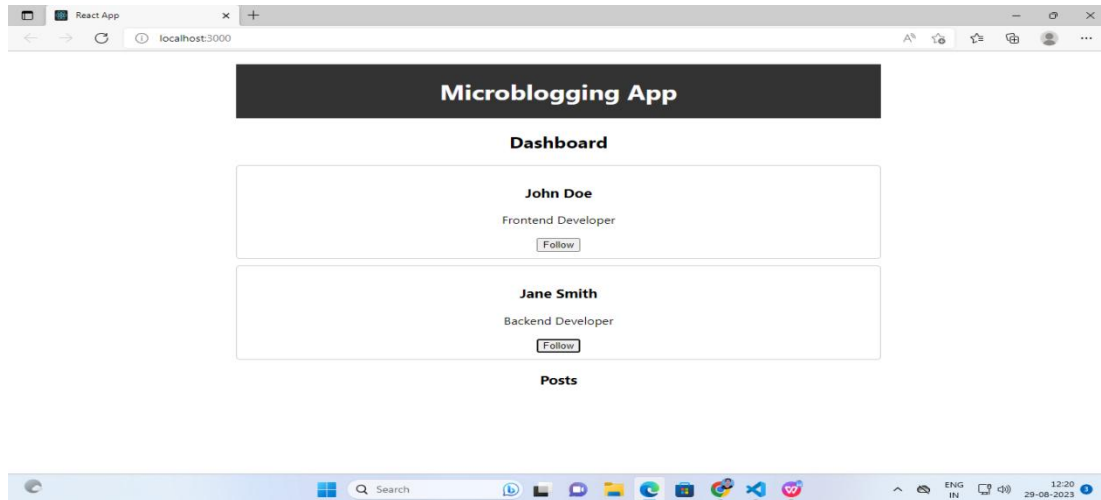 React App
localhost:3000
Microblogging App
Dashboard
John Doe
Frontend Developer
Follow
Jane Smith
Backend Developer
Follow
Posts
Search
ENG
IN
12:20
29-08-2023